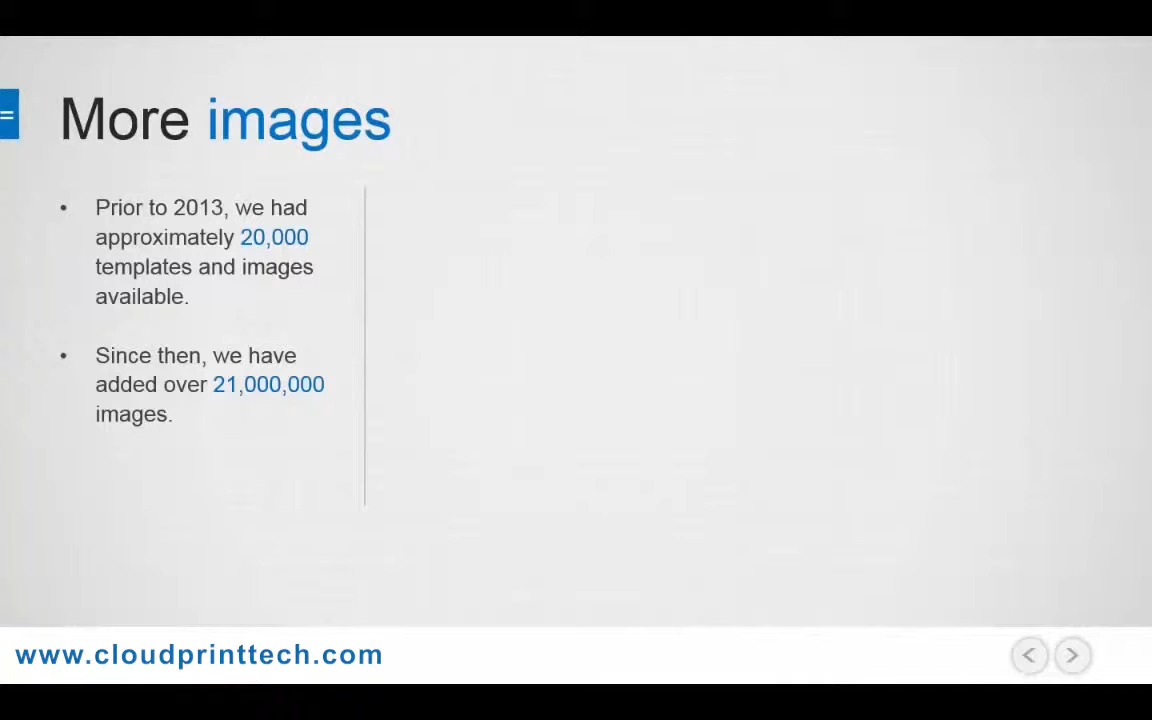 More images
• Prior to 2013, we had
approximately 20,000
templates and images
available.
• Since then, we have
added over 21,000,000
images.
www.cloudprinttech.com